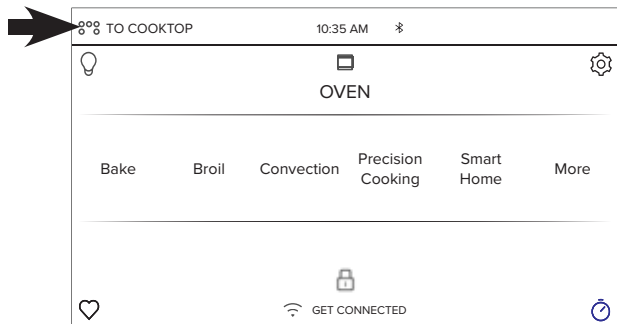 TO COOKTOP 10:35 AM
OVEN
Bake Broil Convection Precision Cooking Smart Home More
GET CONNECTED